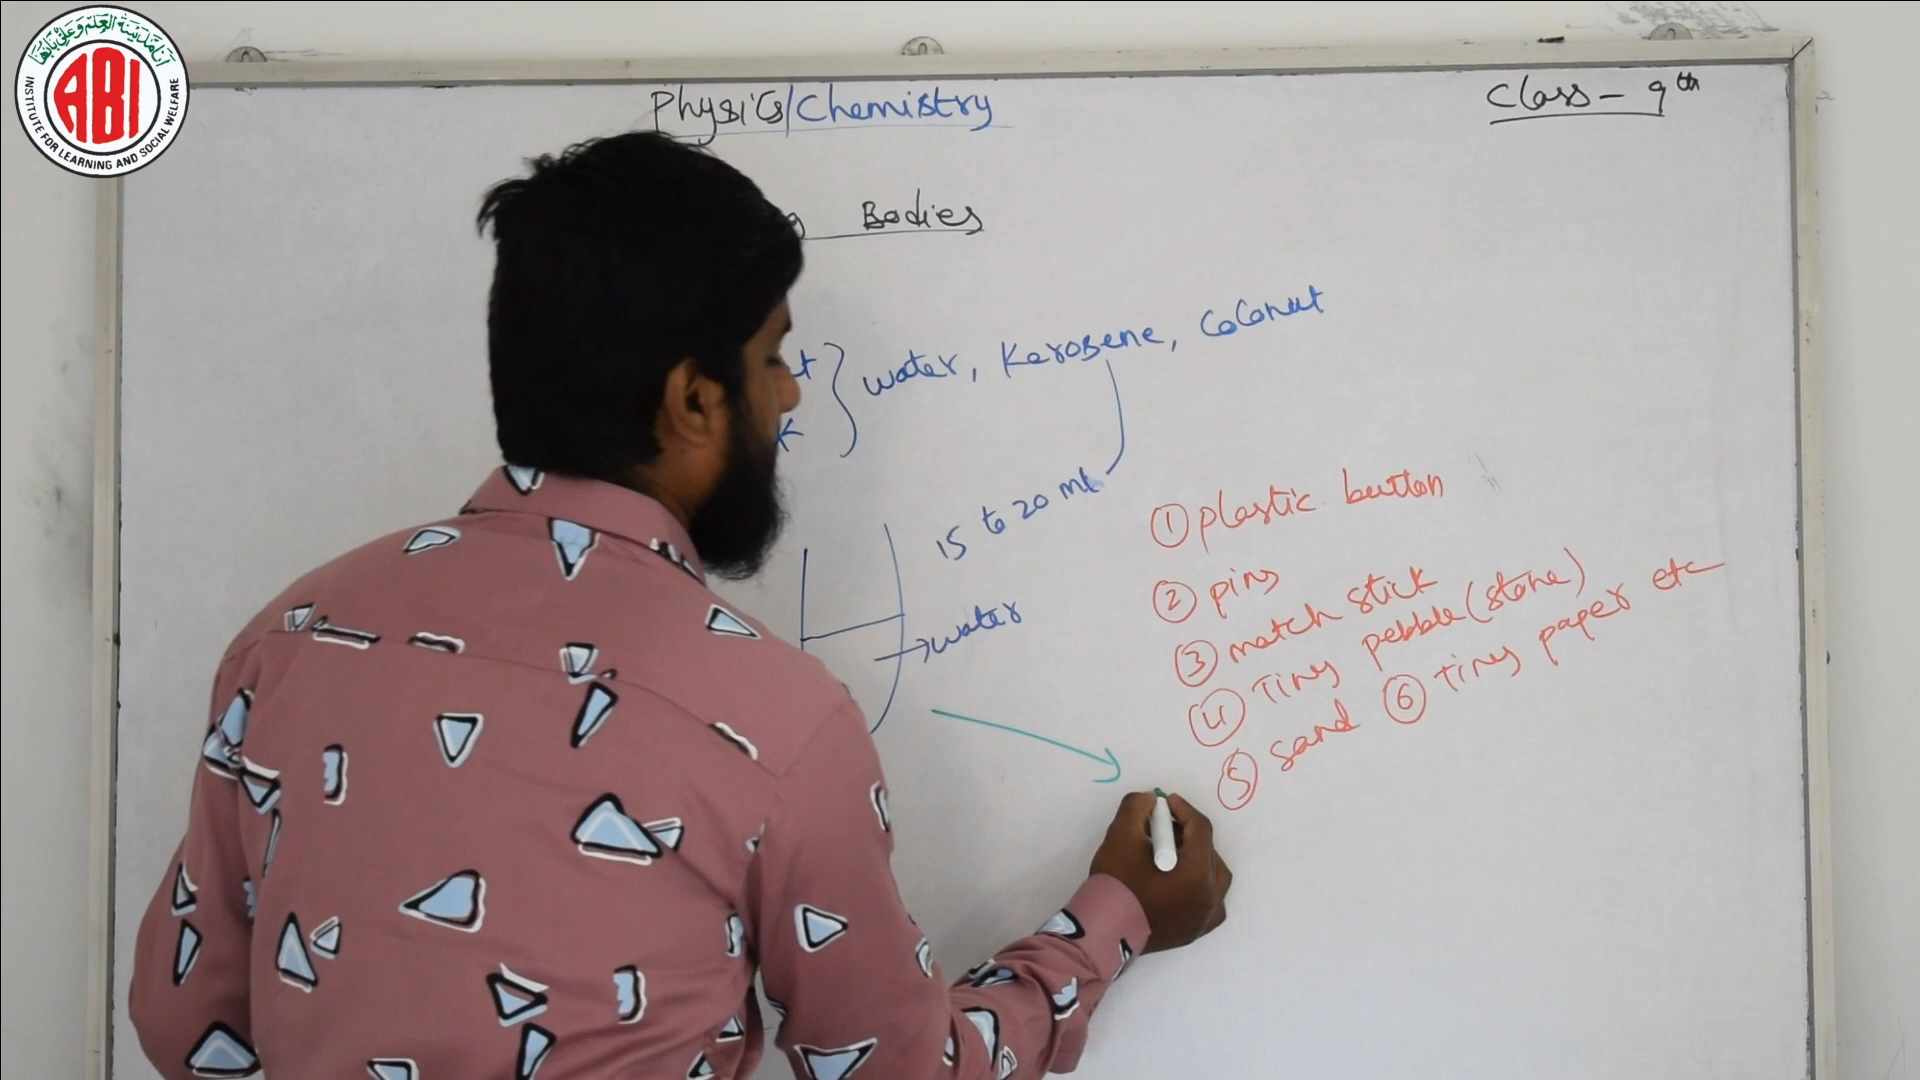 ABI
INSTITUTE FOR LEARNING AND SOCIAL WELFARE
Physics/Chemistry
Class - 9th
Bodies
water, Kerosene, Coconut
15 to 20 ml
water
① plastic button
② pins
③ match stick
④ Tiny pebble (stone)
⑤ sand ⑥ Tiny paper etc